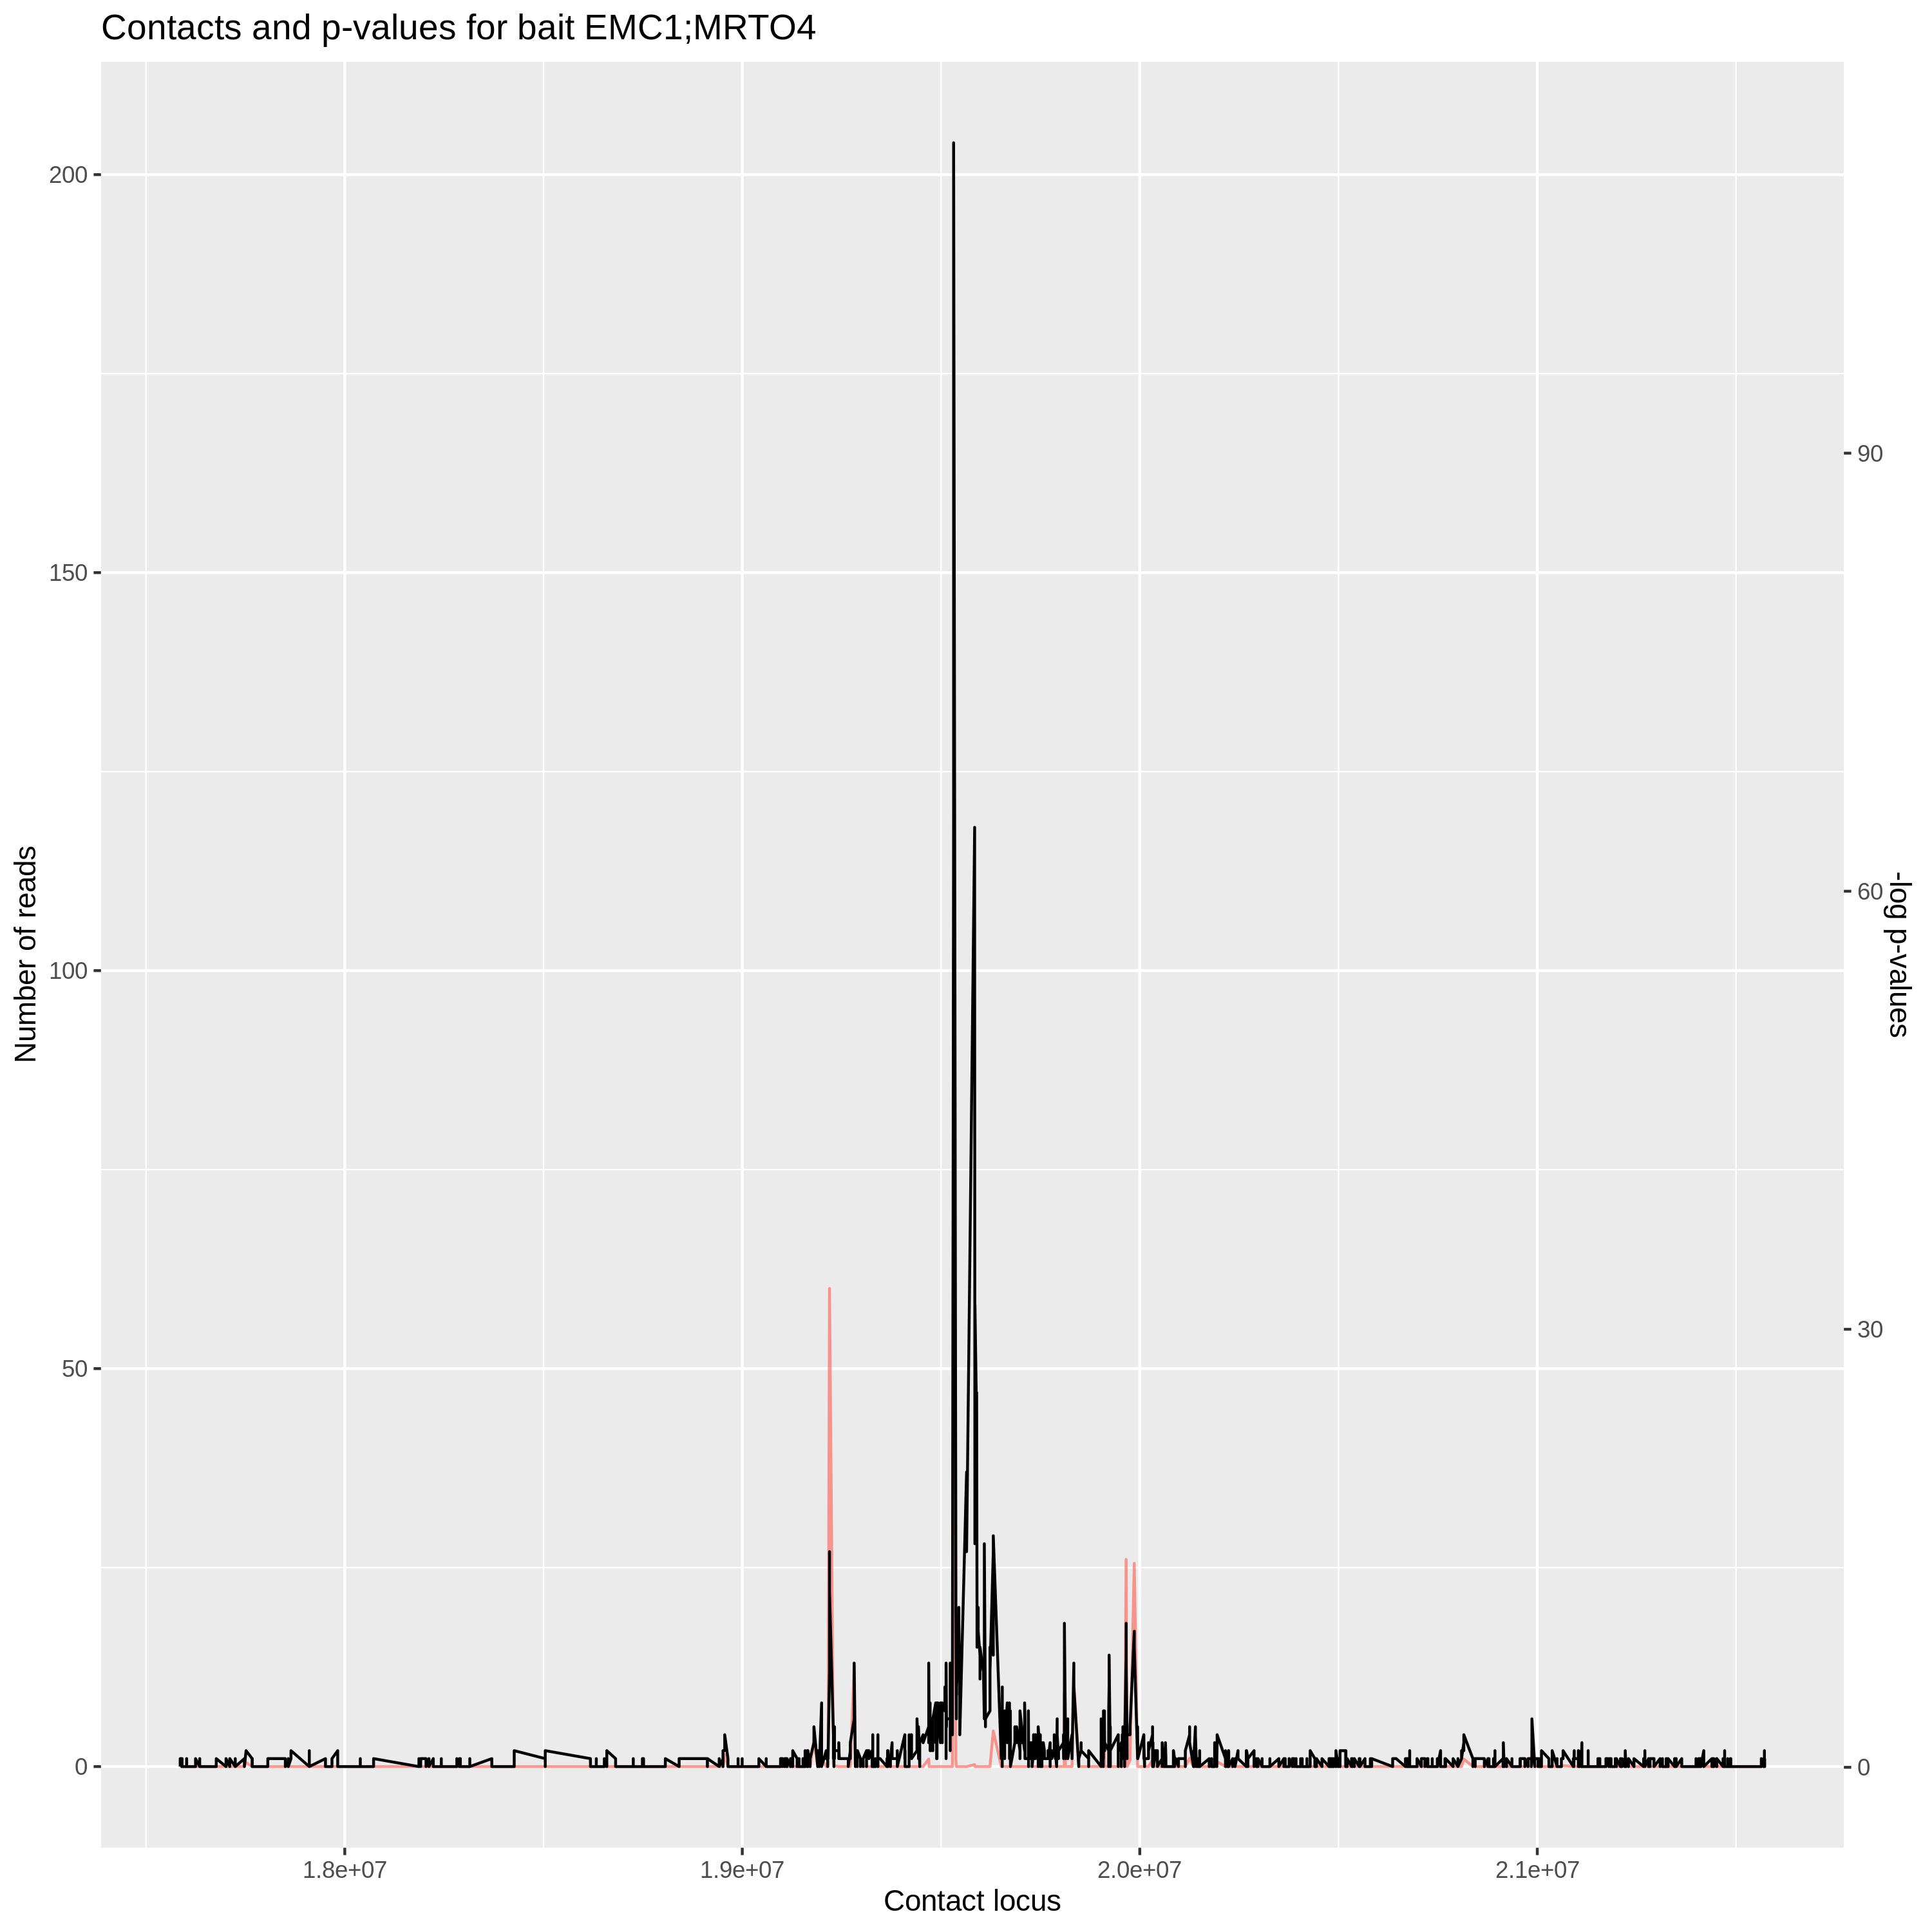 Contacts and p-values for bait EMC1;MRTO4
200
150
100
50
0
90
60
30
0
Number of reads
-log p-values
1.8e+07
1.9e+07
2.0e+07
2.1e+07
Contact locus